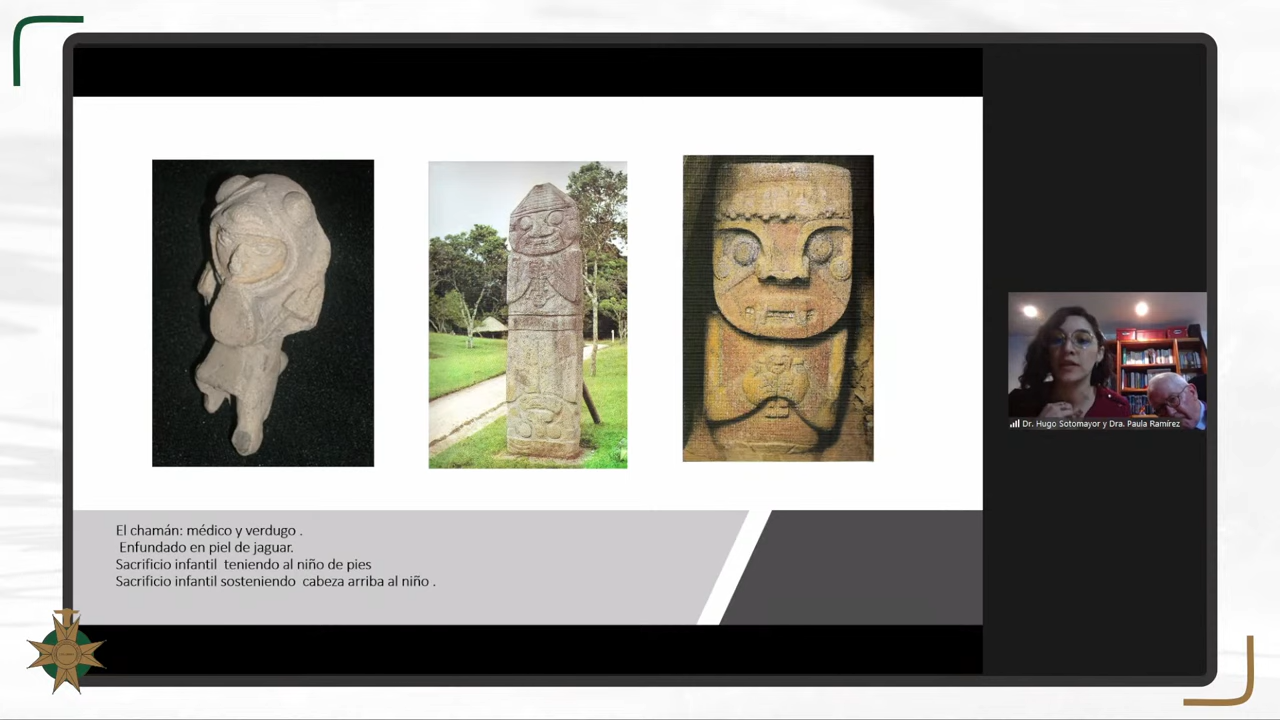 El chamán: médico y verdugo .
Enfundado en piel de jaguar.
Sacrificio infantil  teniendo al niño de pies
Sacrificio infantil sosteniendo  cabeza arriba al niño .
Dr. Hugo Sotomayor y Dra. Paula Ramírez